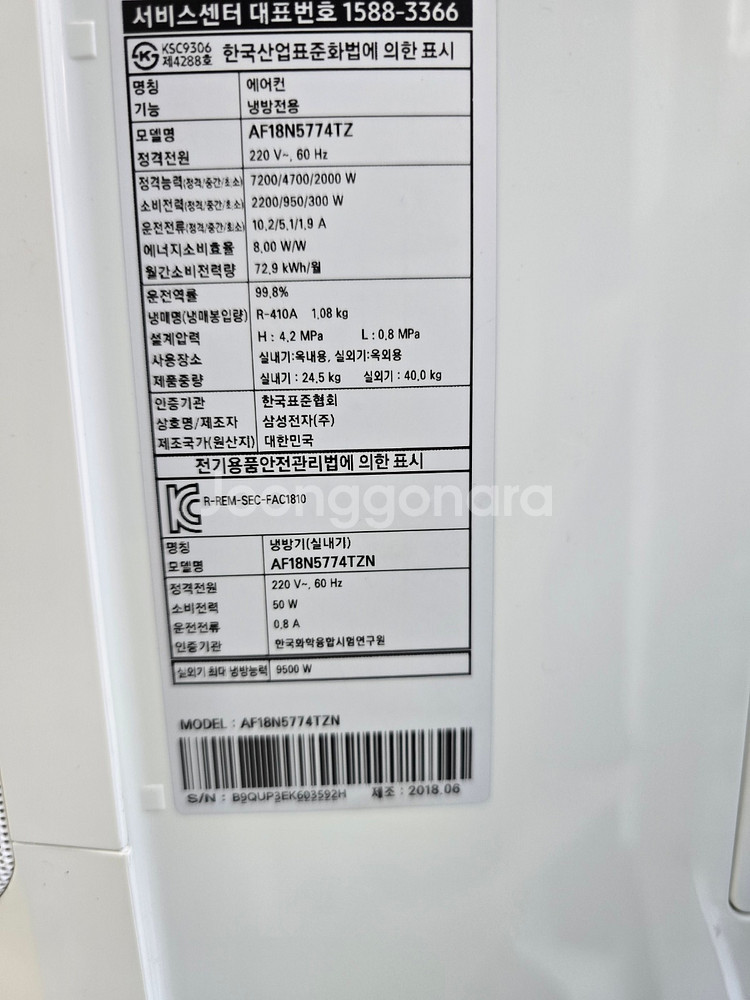 서비스센터 대표번호 1588-3366
KSC9306
제4288호
한국산업표준화법에 의한 표시
명칭 에어컨
기능 냉방전용
모델명 AF18N5774TZ
정격전원 220 V~, 60 Hz
정격능력(정격/중간/최소) 7200/4700/2000 W
소비전력(정격/중간/최소) 2200/950/300 W
운전전류(정격/중간/최소) 10.2/5.1/1.9 A
에너지소비효율 8.00 W/W
월간소비전력량 72.9 kWh/월
운전역률 99.8%
냉매명(냉매봉입량) R-410A 1.08 kg
설계압력 H : 4.2 MPa L : 0.8 MPa
사용장소 실내기:옥내용, 실외기:옥외용
제품중량 실내기 : 24.5 kg 실외기 : 40.0 kg
인증기관 한국표준협회
상호명/제조자 삼성전자(주)
제조국가(원산지) 대한민국
전기용품안전관리법에 의한 표시
R-REM-SEC-FAC1810
Joonggonara
명칭 냉방기(실내기)
모델명 AF18N5774TZN
정격전원 220 V~, 60 Hz
소비전력 50 W
운전전류 0.8 A
인증기관 한국화학융합시험연구원
실외기 최대 냉방능력 9500 W
MODEL : AF18N5774TZN
S/N : B9QUP3EK603592H 제조 : 2018.06